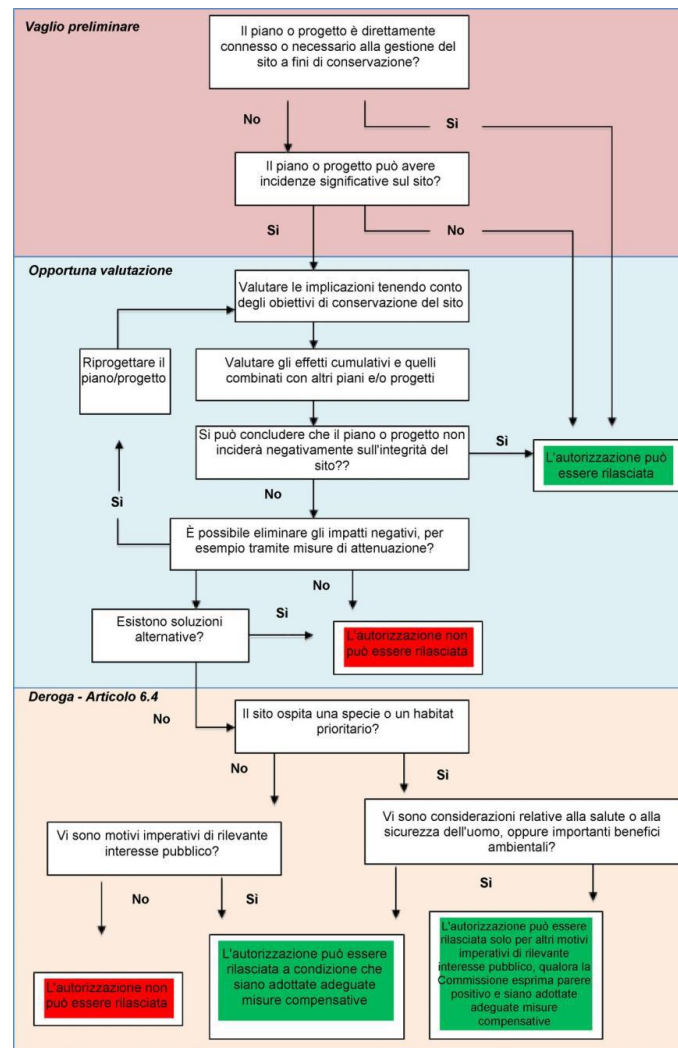 Vaglio preliminare
Il piano o progetto è direttamente
connesso o necessario alla gestione del
sito a fini di conservazione?
No
Sì
Il piano o progetto può avere
incidenze significative sul sito?
Sì
No
Opportuna valutazione
Valutare le implicazioni tenendo conto
degli obiettivi di conservazione del sito
Riprogettare il
piano/progetto
Valutare gli effetti cumulativi e quelli
combinati con altri piani e/o progetti
Si può concludere che il piano o progetto non
inciderà negativamente sull'integrità del
sito??
Sì
L'autorizzazione può
essere rilasciata
No
Sì
È possibile eliminare gli impatti negativi, per
esempio tramite misure di attenuazione?
No
Esistono soluzioni
alternative?
Sì
L'autorizzazione non
può essere rilasciata
Deroga - Articolo 6.4
No
Il sito ospita una specie o un habitat
prioritario?
No
Sì
Vi sono motivi imperativi di rilevante
interesse pubblico?
Vi sono considerazioni relative alla salute o alla
sicurezza dell'uomo, oppure importanti benefici
ambientali?
No
Sì
Sì
L'autorizzazione non
può essere rilasciata
L'autorizzazione può essere
rilasciata a condizione che
siano adottate adeguate
misure compensative
L'autorizzazione può essere
rilasciata solo per altri motivi
imperativi di rilevante
interesse pubblico, qualora la
Commissione esprima parere
positivo e siano adottate
adeguate misure
compensative